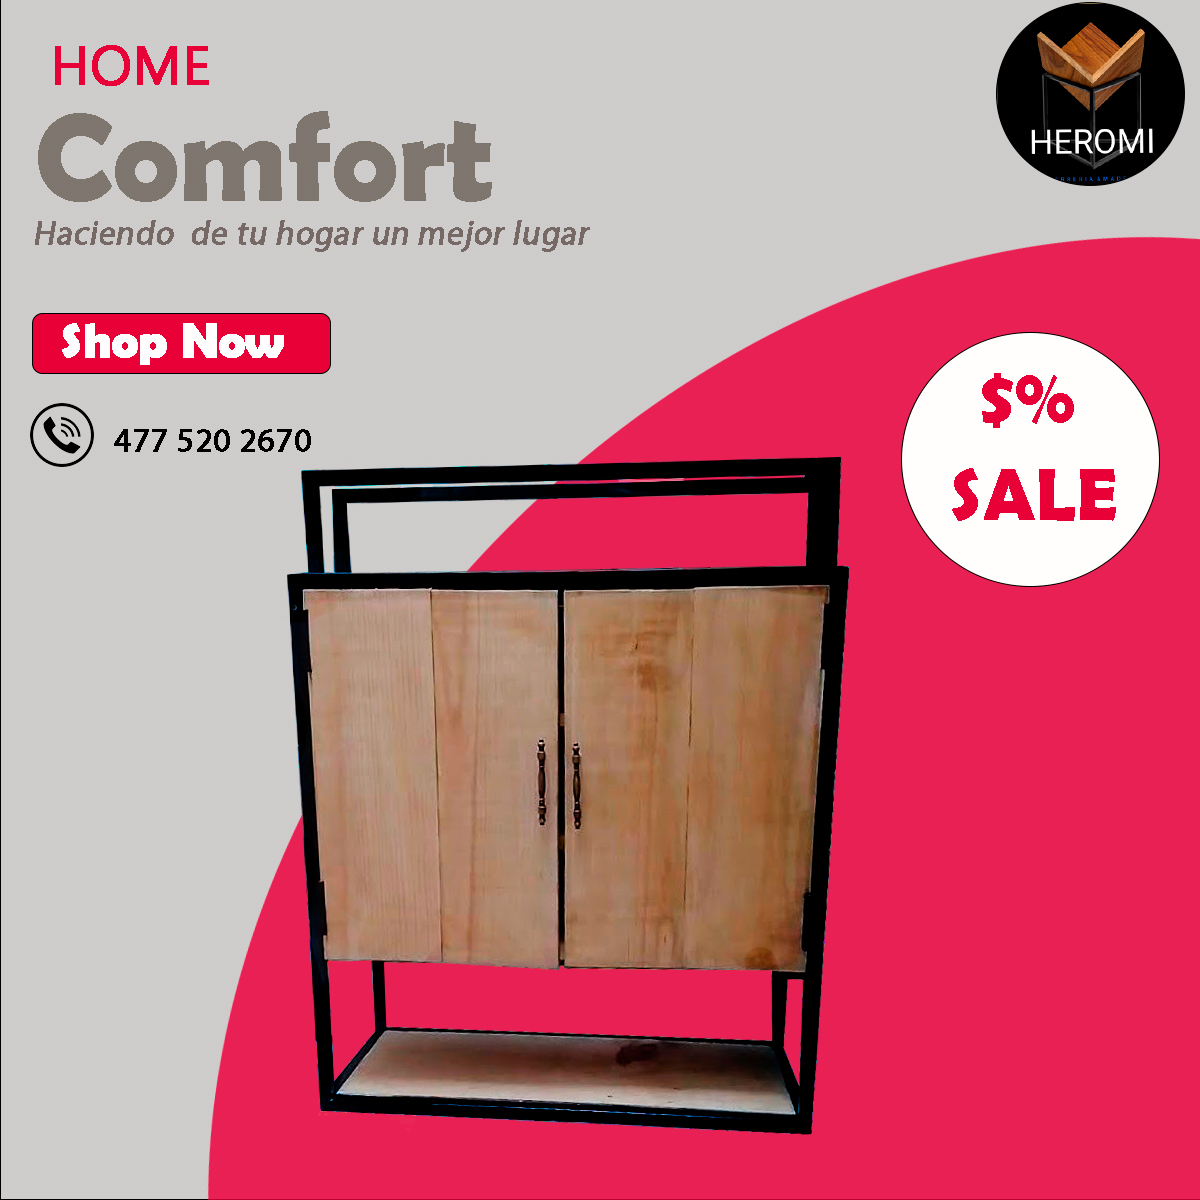 HOME
Comfort
Haciendo de tu hogar un mejor lugar
Shop Now
477 520 2670
HEROMI
$%
SALE